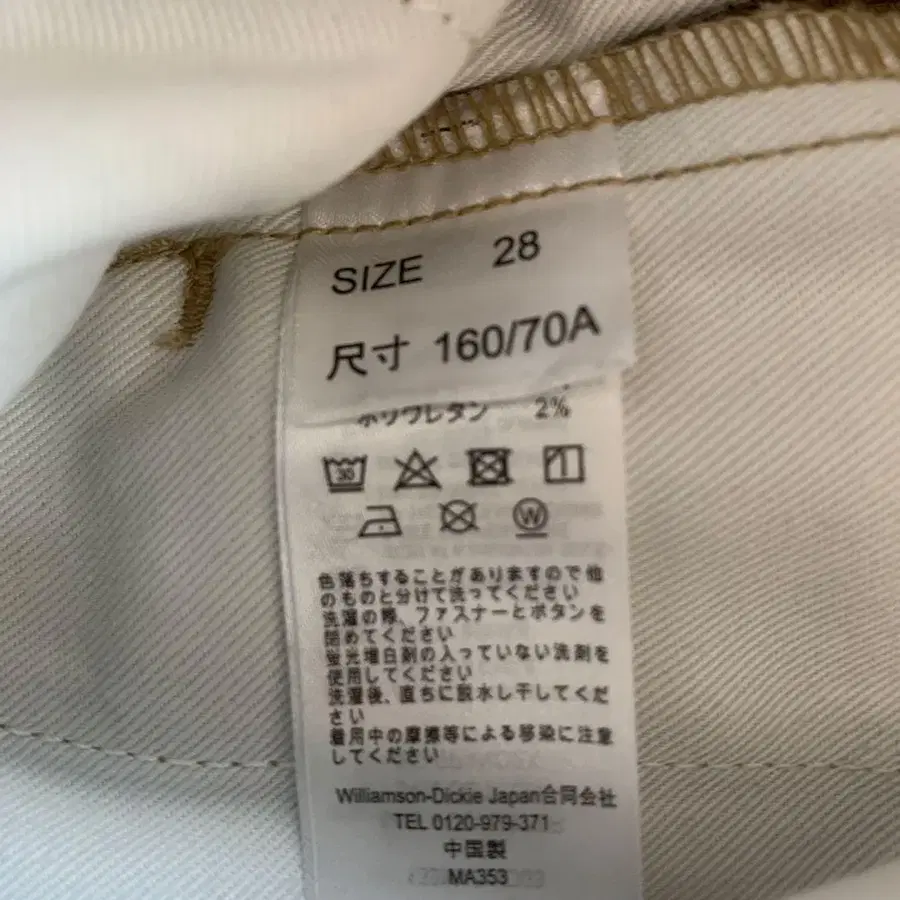 SIZE 28
尺寸 160/70A
ポリウレタン 2%
30
W
色落ちすることがありますので他
のものと分けて洗ってください
洗濯の際、ファスナーとボタンを
閉めてください
蛍光増白剤の入っていない洗剤を
使用してください
洗濯後、直ちに脱水し干してくだ
さい
着用中の摩擦等による移染に注意
してください
Williamson-Dickie Japan合同会社
TEL 0120-979-371
中国製
MA353